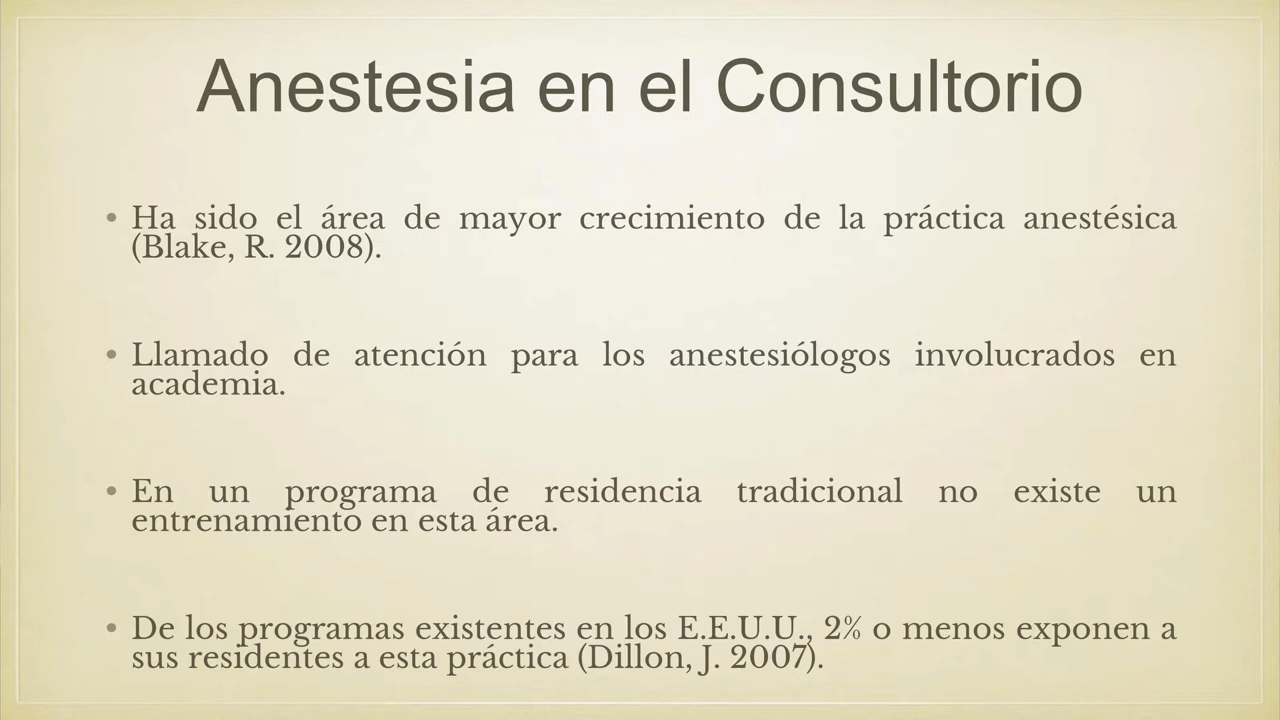 Anestesia en el Consultorio
• Ha sido el área de mayor crecimiento de la práctica anestésica
(Blake, R. 2008).
• Llamado de atención para los anestesiólogos involucrados en
academia.
• En un programa de residencia tradicional no existe un
entrenamiento en esta área.
• De los programas existentes en los E.E.U.U., 2% o menos exponen a
sus residentes a esta práctica (Dillon, J. 2007).